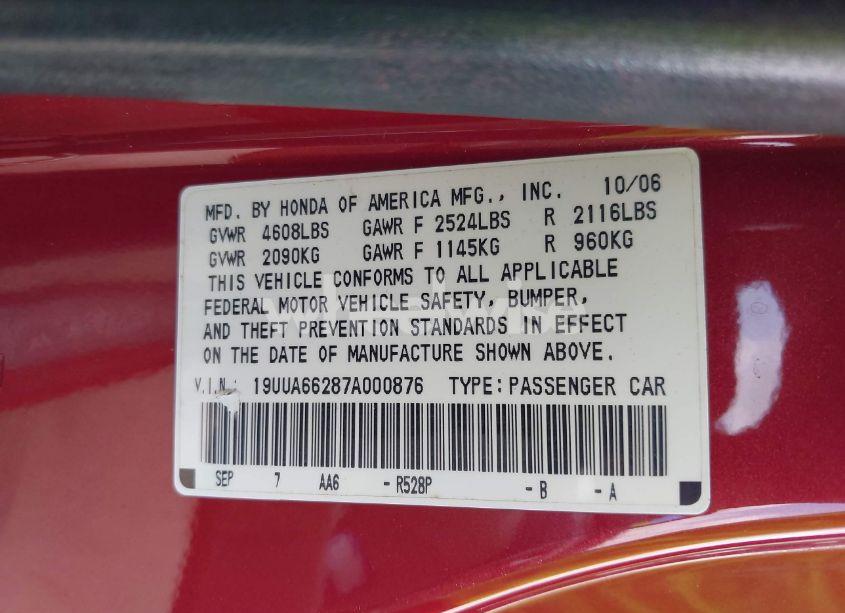 MFD. BY HONDA OF AMERICA MFG., INC. 10/06
GVWR 4608LBS GAWR F 2524LBS R 2116LBS
GVWR 2090KG GAWR F 1145KG R 960KG
THIS VEHICLE CONFORMS TO ALL APPLICABLE
FEDERAL MOTOR VEHICLE SAFETY, BUMPER,
AND THEFT PREVENTION STANDARDS IN EFFECT
ON THE DATE OF MANUFACTURE SHOWN ABOVE.
V.I.N.: 19UUA66287A000876 TYPE: PASSENGER CAR
SEP 7 AA6 - R528P - B - A